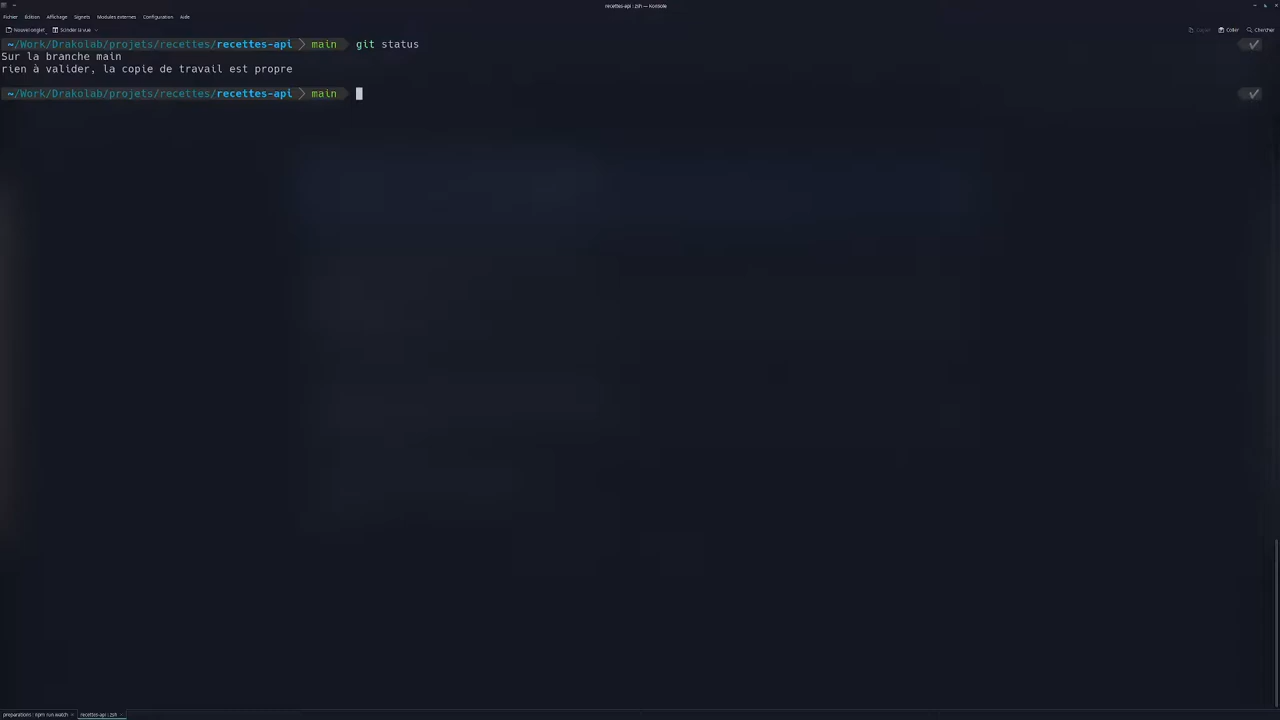 recettes-api : zsh — Konsole
Fichier Édition Affichage Signets Modules externes Configuration Aide
Nouvel onglet Scinder la vue Copier Coller Chercher
~/Work/Drakolab/projets/recettes/recettes-api main git status
Sur la branche main
rien à valider, la copie de travail est propre
~/Work/Drakolab/projets/recettes/recettes-api main
preparations : npm run watch recettes-api : zsh